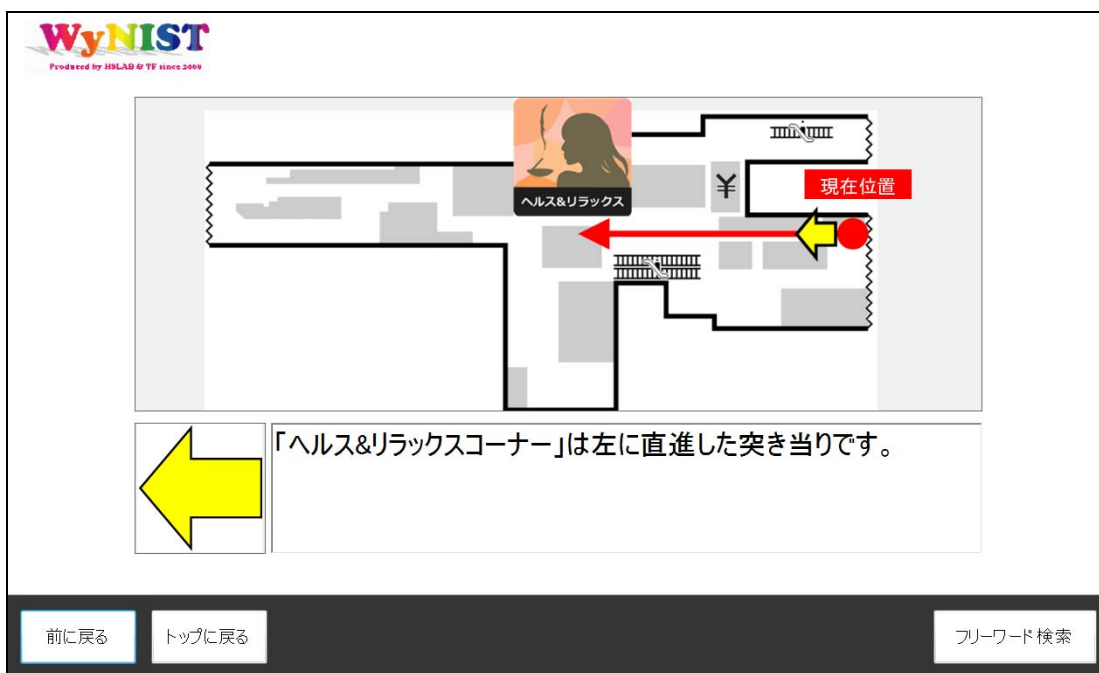 WyNIST
Produced by HSLAB & TF since 2009
現在位置
¥
ヘルス&リラックス
「ヘルス&リラックスコーナー」は左に直進した突き当りです。
前に戻る
トップに戻る
フリーワード検索